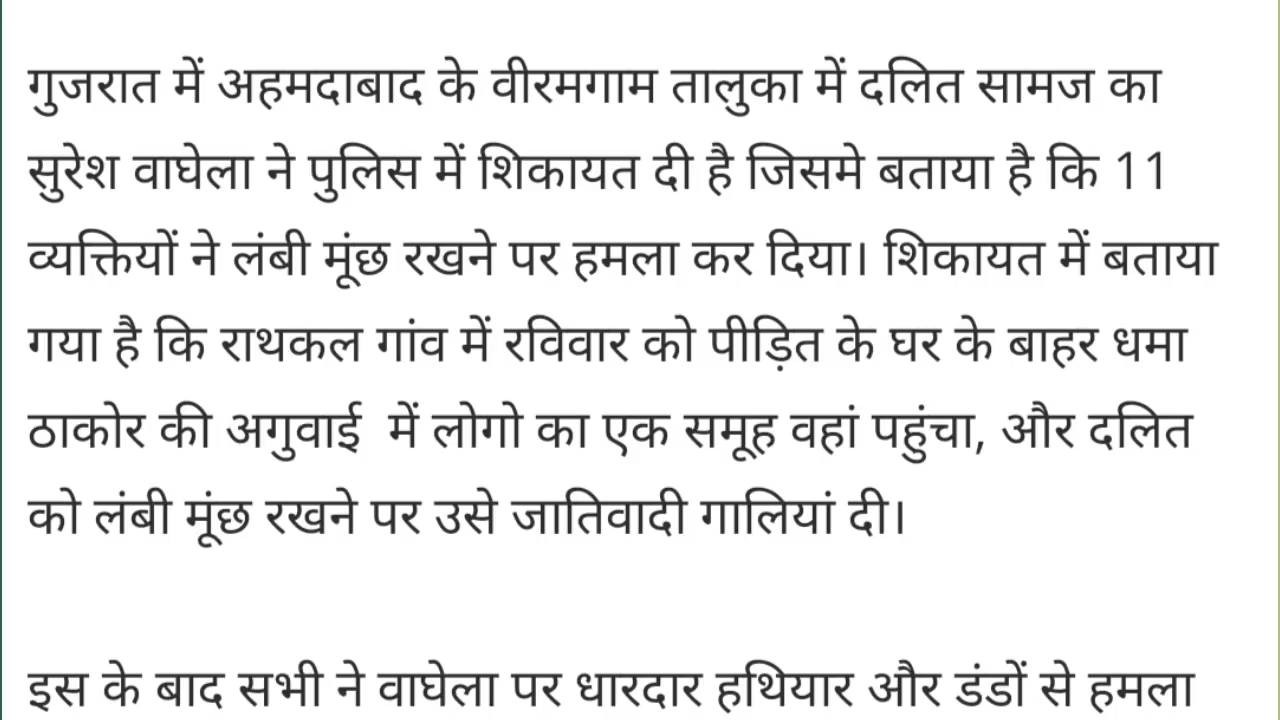 गुजरात में अहमदाबाद के वीरमगाम तालुका में दलित सामज का
सुरेश वाघेला ने पुलिस में शिकायत दी है जिसमे बताया है कि 11
व्यक्तियों ने लंबी मूंछ रखने पर हमला कर दिया। शिकायत में बताया
गया है कि राथकल गांव में रविवार को पीड़ित के घर के बाहर धमा
ठाकोर की अगुवाई में लोगो का एक समूह वहां पहुंचा, और दलित
को लंबी मूंछ रखने पर उसे जातिवादी गालियां दी।
इस के बाद सभी ने वाघेला पर धारदार हथियार और डंडों से हमला